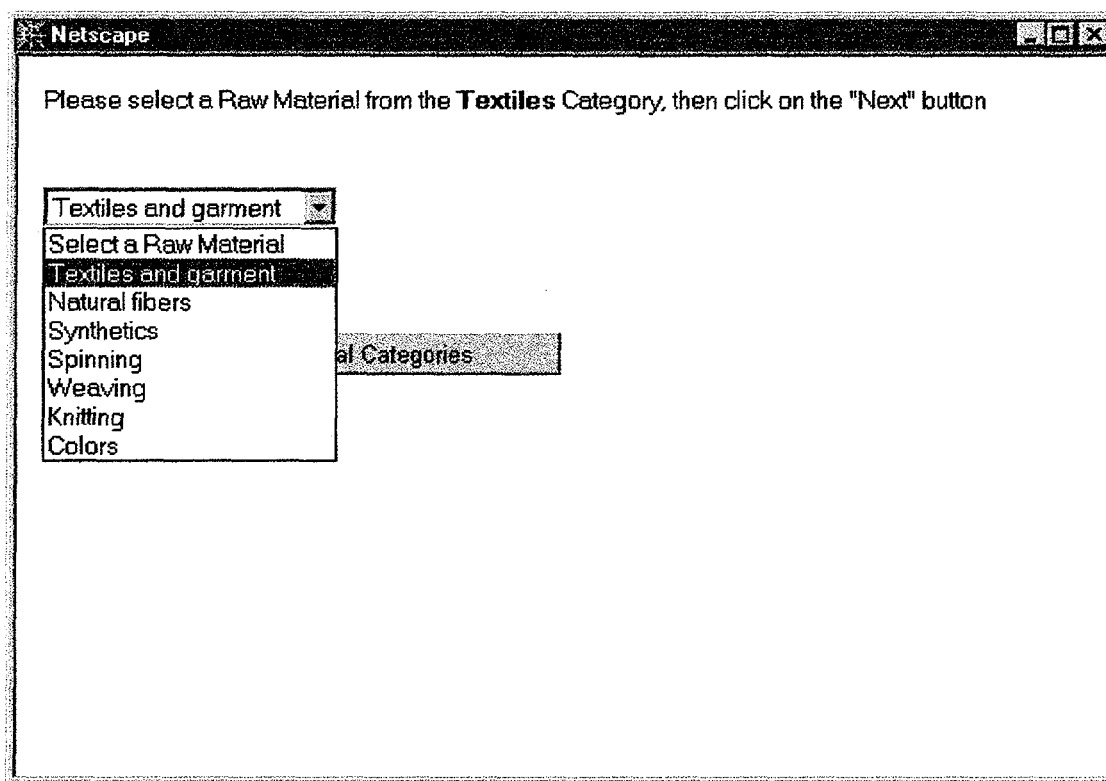 Netscape
Please select a Raw Material from the Textiles Category, then click on the "Next" button
Textiles and garment
Select a Raw Material
Textiles and garment
Natural fibers
Synthetics
Spinning
al Categories
Weaving
Knitting
Colors